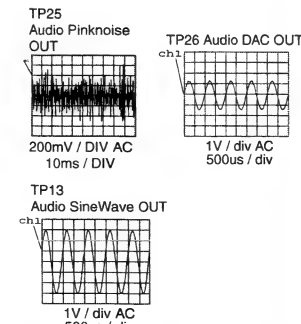 TP25
Audio Pinknoise
OUT
200mV / DIV AC
10ms / DIV
TP26 Audio DAC OUT
ch1
1V / div AC
500us / div
TP13
Audio SineWave OUT
ch1
1V / div AC